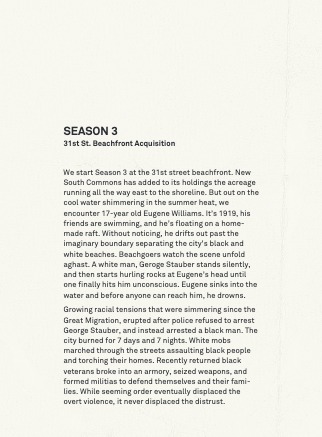 SEASON 3
31st St. Beachfront Acquisition
We start Season 3 at the 31st street beachfront. New
South Commons has added to its holdings the acreage
running all the way east to the shoreline. But out on the
cool water shimmering in the summer heat, we
encounter 17-year old Eugene Williams. It's 1919, his
friends are swimming, and he's floating on a home-
made raft. Without noticing, he drifts out past the
imaginary boundary separating the city's black and
white beaches. Beachgoers watch the scene unfold
aghast. A white man, Geroge Stauber stands silently,
and then starts hurling rocks at Eugene's head until
one finally hits him unconscious. Eugene sinks into the
water and before anyone can reach him, he drowns.
Growing racial tensions that were simmering since the
Great Migration, erupted after police refused to arrest
George Stauber, and instead arrested a black man. The
city burned for 7 days and 7 nights. White mobs
marched through the streets assaulting black people
and torching their homes. Recently returned black
veterans broke into an armory, seized weapons, and
formed militias to defend themselves and their fami-
lies. While seeming order eventually displaced the
overt violence, it never displaced the distrust.